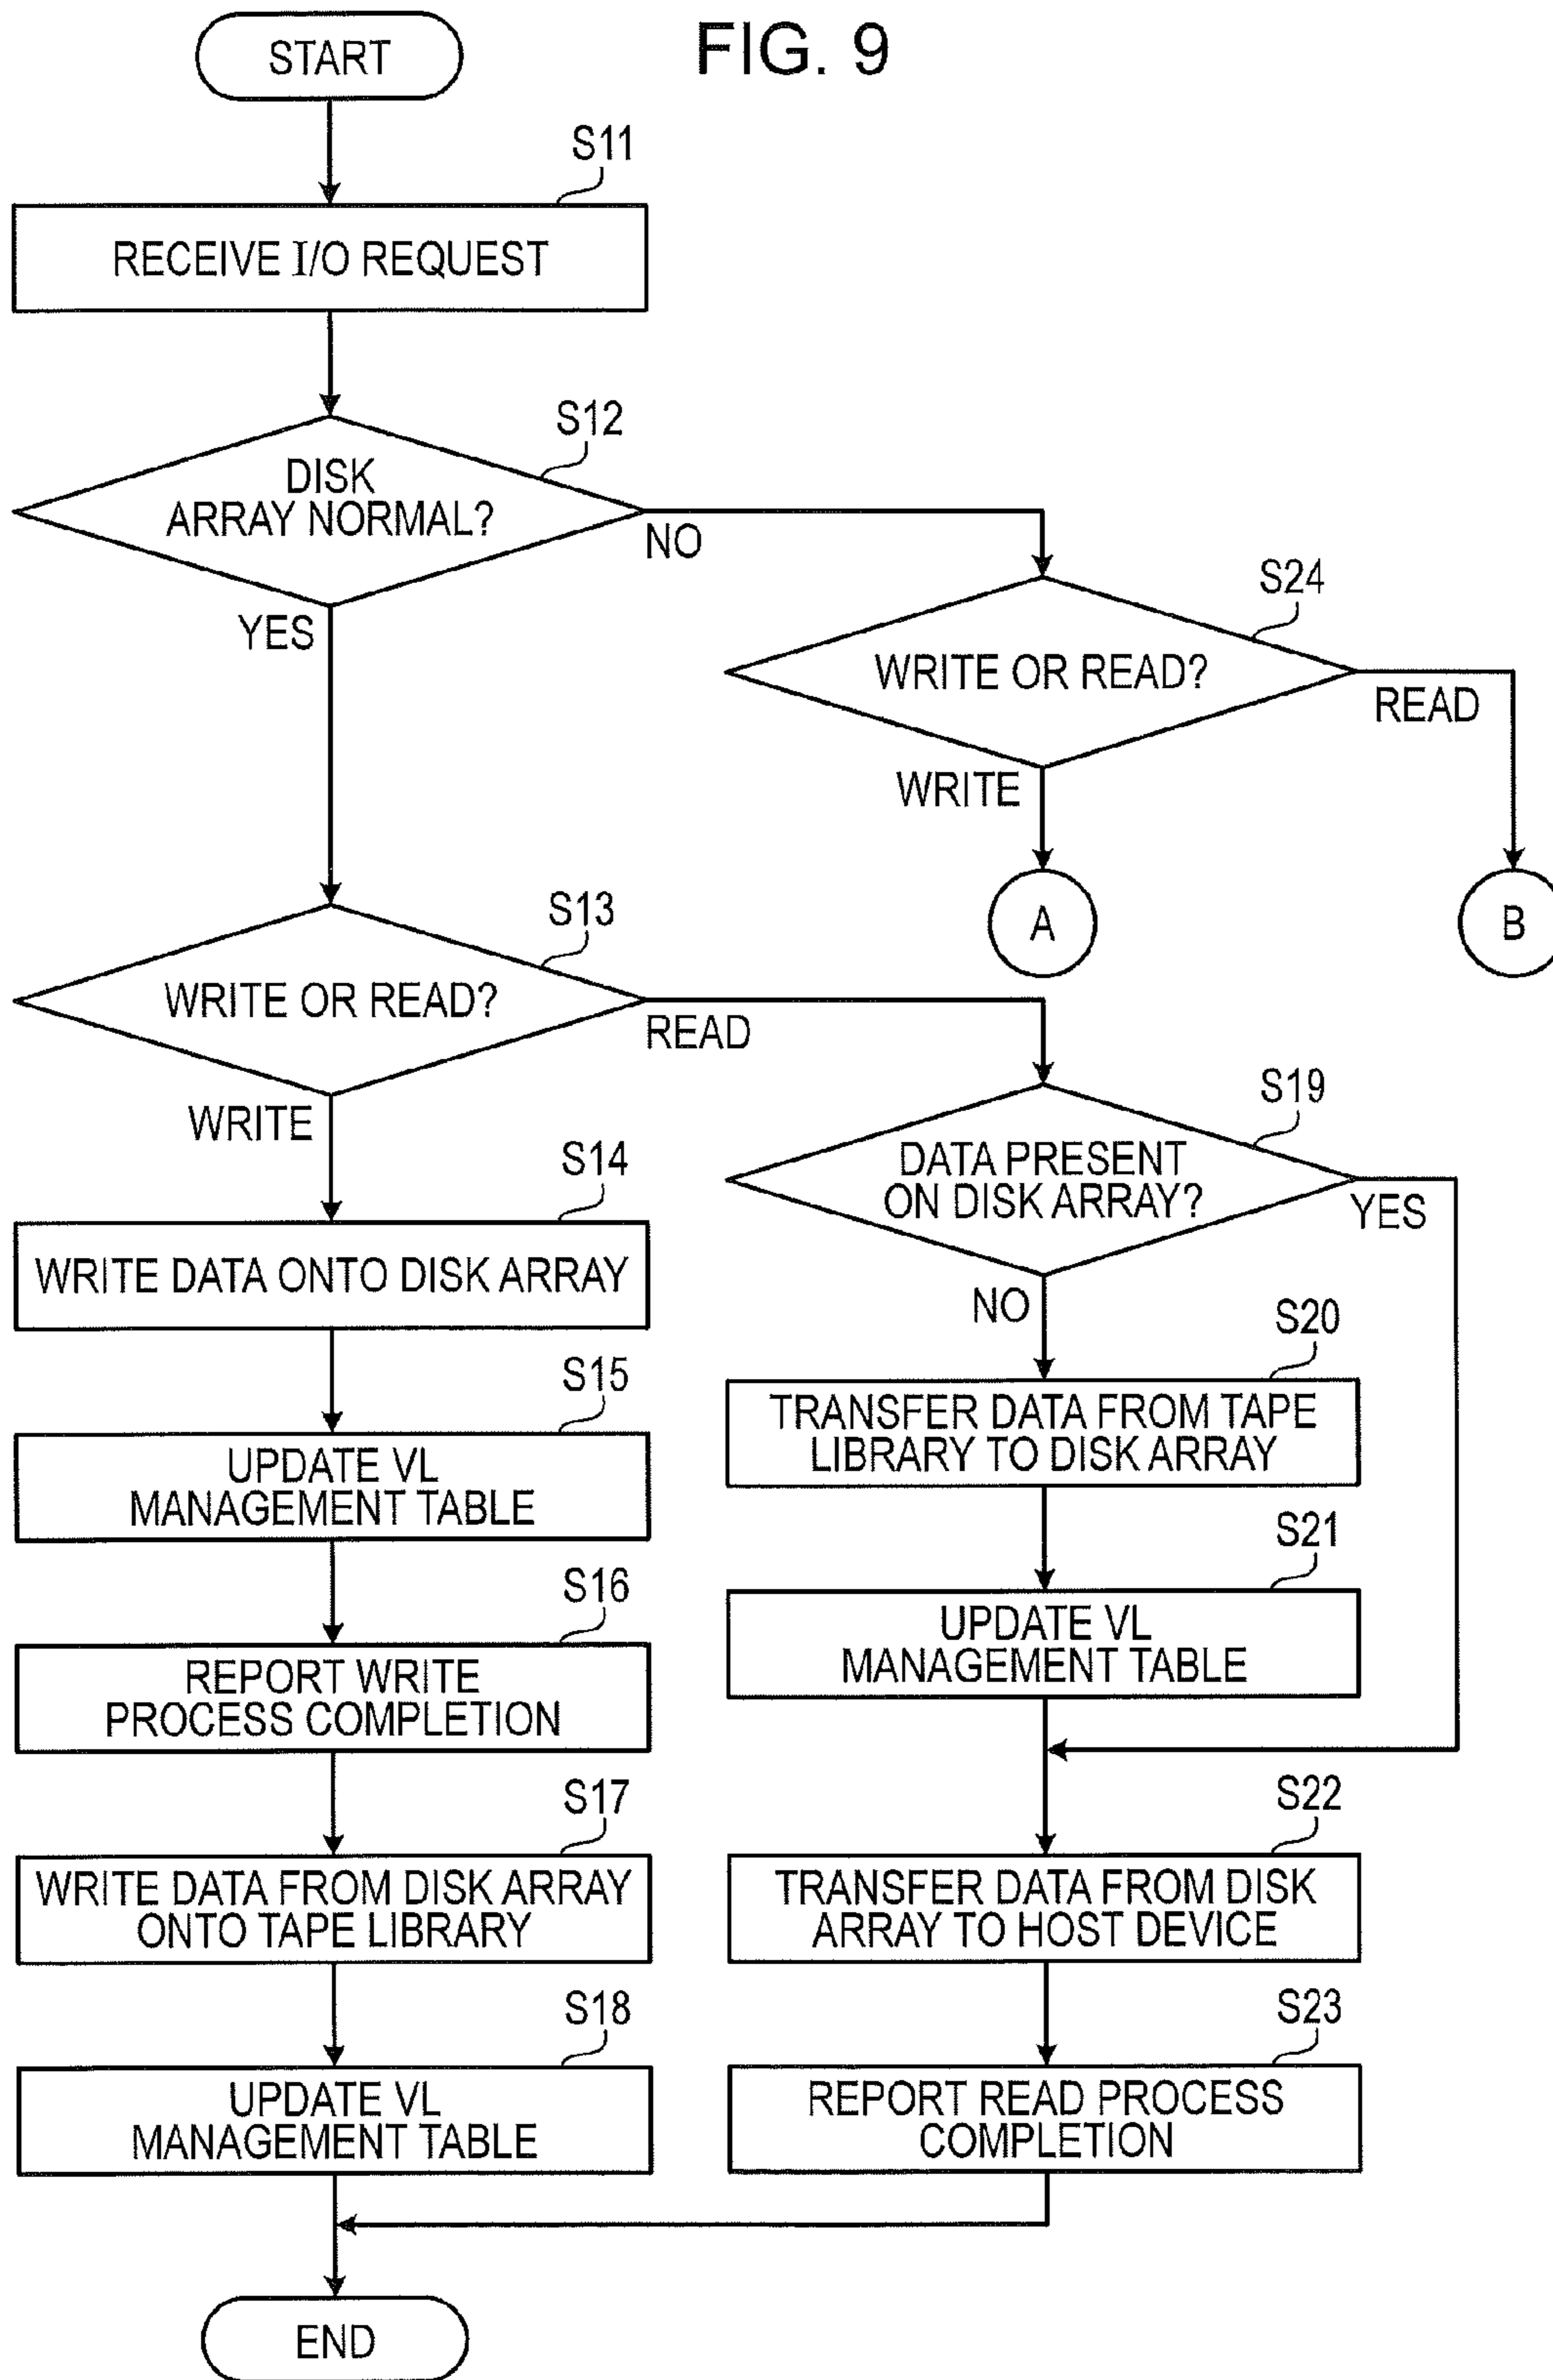 FIG. 9
START
S11
RECEIVE I/O REQUEST
S12
DISK
ARRAY NORMAL?
NO
YES
S24
WRITE OR READ?
READ
WRITE
A
B
S13
WRITE OR READ?
READ
WRITE
S14
WRITE DATA ONTO DISK ARRAY
S15
UPDATE VL
MANAGEMENT TABLE
S16
REPORT WRITE
PROCESS COMPLETION
S17
WRITE DATA FROM DISK ARRAY
ONTO TAPE LIBRARY
S18
UPDATE VL
MANAGEMENT TABLE
S19
DATA PRESENT
ON DISK ARRAY?
YES
NO
S20
TRANSFER DATA FROM TAPE
LIBRARY TO DISK ARRAY
S21
UPDATE VL
MANAGEMENT TABLE
S22
TRANSFER DATA FROM DISK
ARRAY TO HOST DEVICE
S23
REPORT READ PROCESS
COMPLETION
END